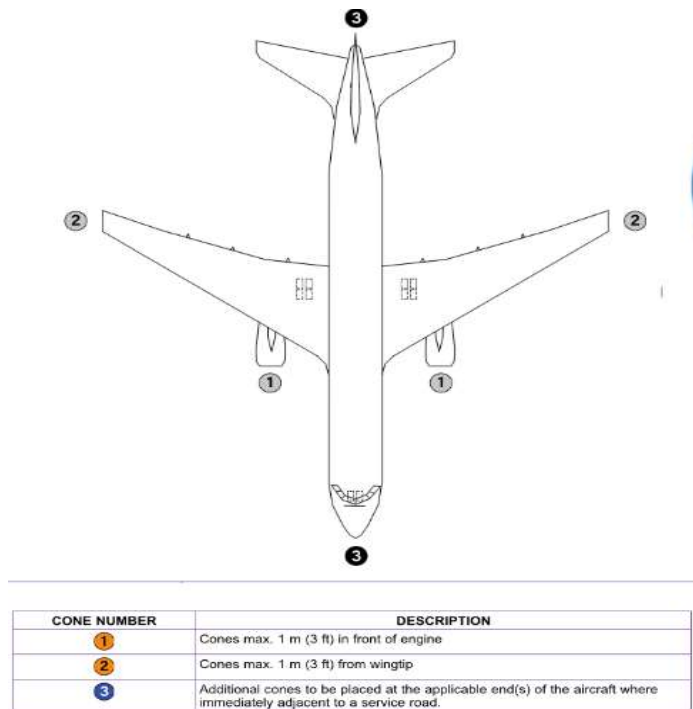 3
2 2
1 1
3
CONE NUMBER DESCRIPTION
1 Cones max. 1 m (3 ft) in front of engine
2 Cones max. 1 m (3 ft) from wingtip
3 Additional cones to be placed at the applicable end(s) of the aircraft where
immediately adjacent to a service road.